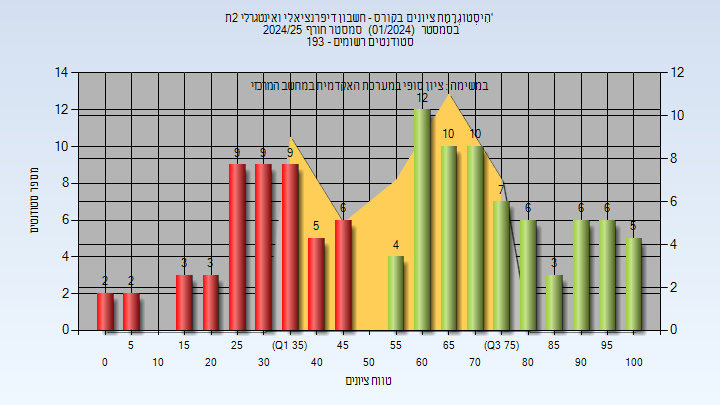 היסטוגרמת ציונים בקורס - חשבון דיפרנציאלי ואינטגרלי 2ת'
בסמסטר (01/2024) סמסטר חורף 2024/25
סטודנטים רשומים - 193
במשימה: ציון סופי במערכת האקדמית במחשב המרכזי
מספר סטודנטים
14 12 10 8 6 4 2 0
12 10 8 6 4 2 0
2 2 3 3 9 9 9 5 6 4 12 10 10 7 6 3 6 6 5
5 15 25 (Q1 35) 45 55 65 (Q3 75) 85 95
0 10 20 30 40 50 60 70 80 90 100
טווח ציונים